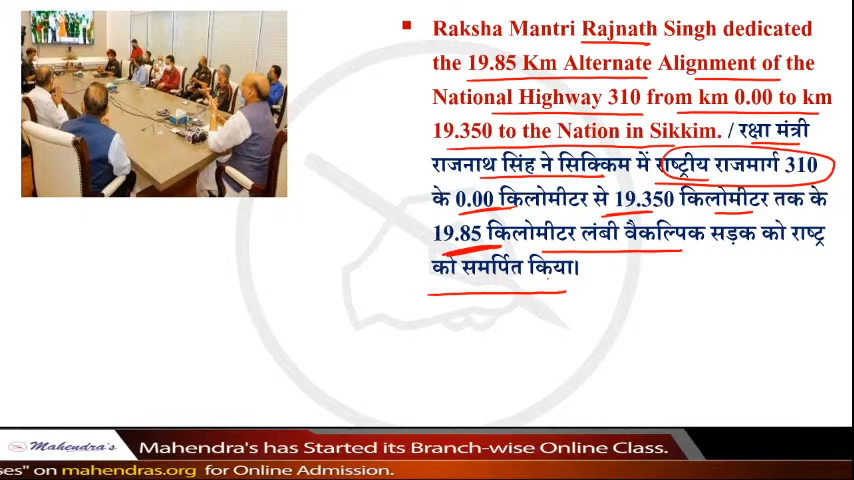 Raksha Mantri Rajnath Singh dedicated
the 19.85 Km Alternate Alignment of the
National Highway 310 from km 0.00 to km
19.350 to the Nation in Sikkim. / रक्षा मंत्री
राजनाथ सिंह ने सिक्किम में राष्ट्रीय राजमार्ग 310
के 0.00 किलोमीटर से 19.350 किलोमीटर तक के
19.85 किलोमीटर लंबी वैकल्पिक सड़क को राष्ट्र
को समर्पित किया।
Mahendra's
Mahendra's has Started its Branch-wise Online Class.
ses" on mahendras.org for Online Admission.